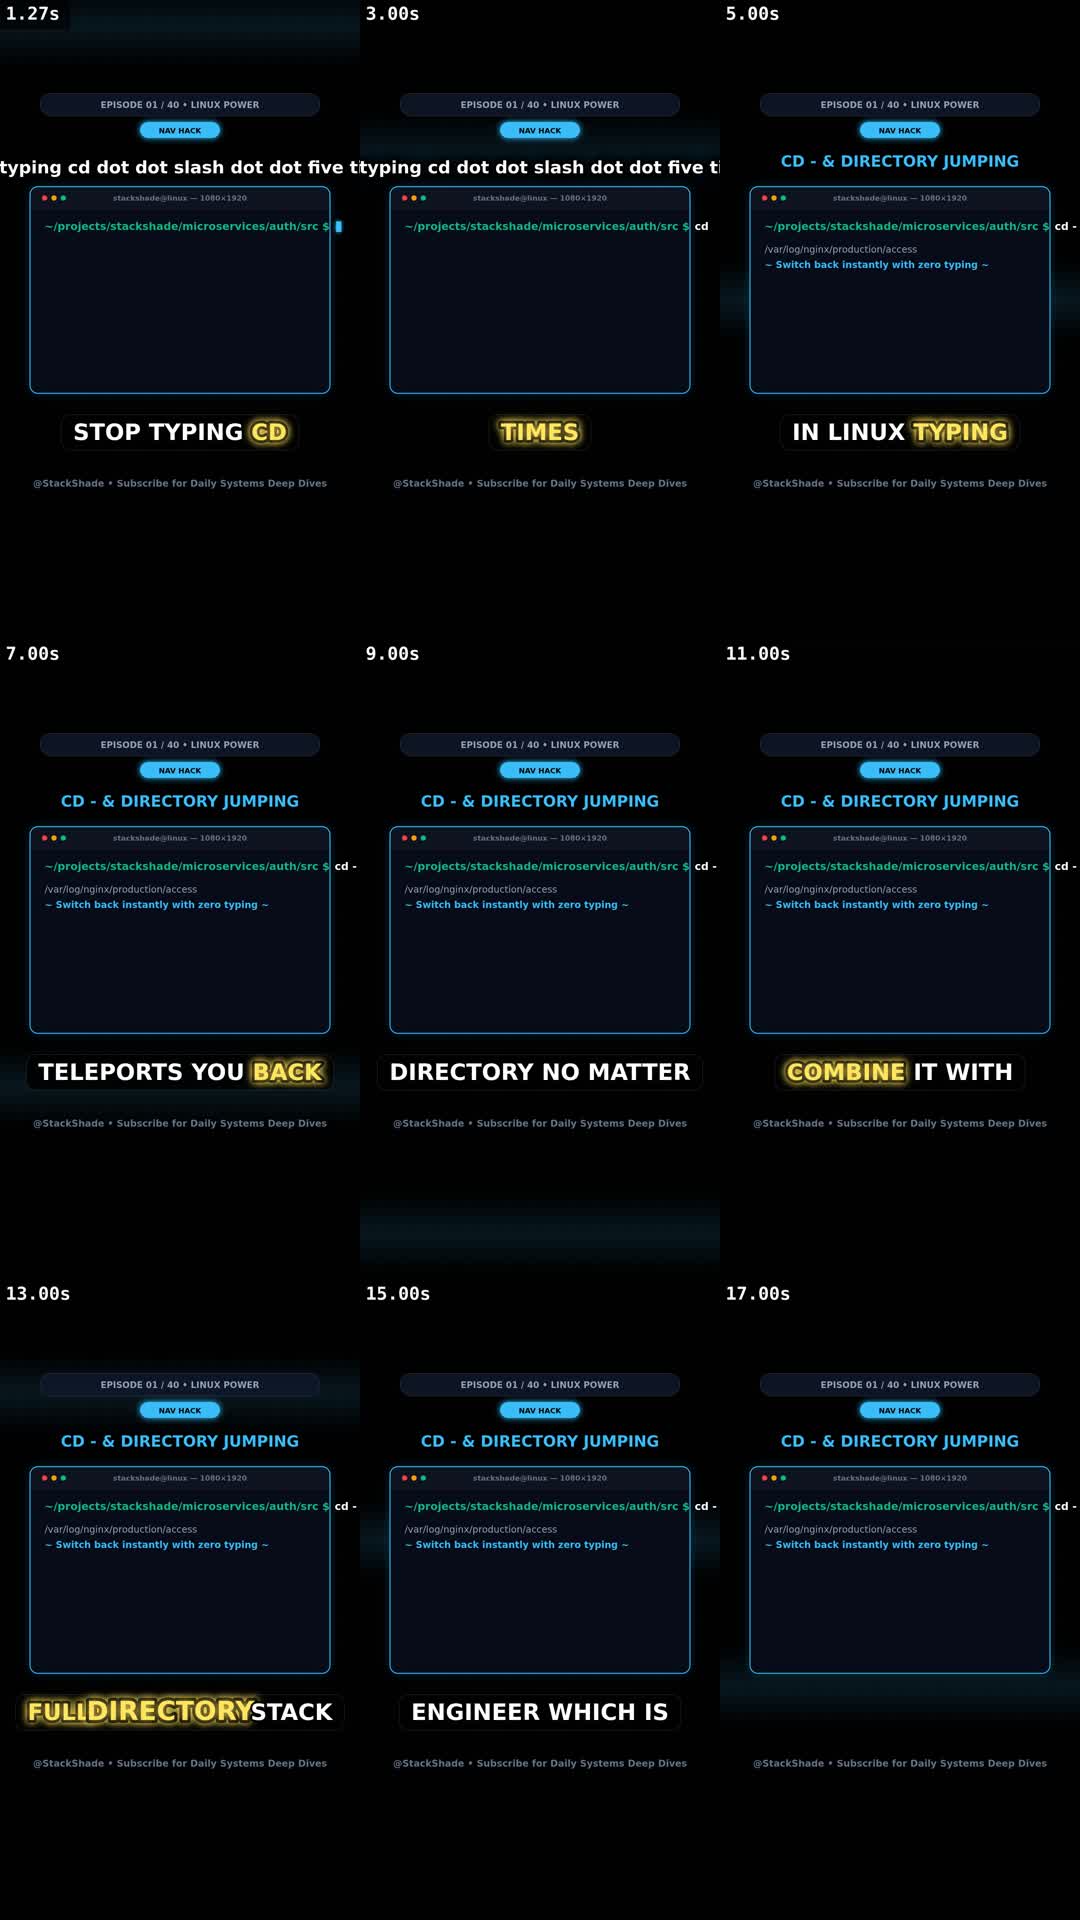 1.27s
EPISODE 01 / 40 • LINUX POWER
NAV HACK
typing cd dot dot slash dot dot five ti
stackshade@linux — 1080×1920
~/projects/stackshade/microservices/auth/src $
STOP TYPING CD
@StackShade • Subscribe for Daily Systems Deep Dives
3.00s
EPISODE 01 / 40 • LINUX POWER
NAV HACK
typing cd dot dot slash dot dot five ti
stackshade@linux — 1080×1920
~/projects/stackshade/microservices/auth/src $ cd
TIMES
@StackShade • Subscribe for Daily Systems Deep Dives
5.00s
EPISODE 01 / 40 • LINUX POWER
NAV HACK
CD - & DIRECTORY JUMPING
stackshade@linux — 1080×1920
~/projects/stackshade/microservices/auth/src $ cd -
/var/log/nginx/production/access
~ Switch back instantly with zero typing ~
IN LINUX TYPING
@StackShade • Subscribe for Daily Systems Deep Dives
7.00s
EPISODE 01 / 40 • LINUX POWER
NAV HACK
CD - & DIRECTORY JUMPING
stackshade@linux — 1080×1920
~/projects/stackshade/microservices/auth/src $ cd -
/var/log/nginx/production/access
~ Switch back instantly with zero typing ~
TELEPORTS YOU BACK
@StackShade • Subscribe for Daily Systems Deep Dives
9.00s
EPISODE 01 / 40 • LINUX POWER
NAV HACK
CD - & DIRECTORY JUMPING
stackshade@linux — 1080×1920
~/projects/stackshade/microservices/auth/src $ cd -
/var/log/nginx/production/access
~ Switch back instantly with zero typing ~
DIRECTORY NO MATTER
@StackShade • Subscribe for Daily Systems Deep Dives
11.00s
EPISODE 01 / 40 • LINUX POWER
NAV HACK
CD - & DIRECTORY JUMPING
stackshade@linux — 1080×1920
~/projects/stackshade/microservices/auth/src $ cd -
/var/log/nginx/production/access
~ Switch back instantly with zero typing ~
COMBINE IT WITH
@StackShade • Subscribe for Daily Systems Deep Dives
13.00s
EPISODE 01 / 40 • LINUX POWER
NAV HACK
CD - & DIRECTORY JUMPING
stackshade@linux — 1080×1920
~/projects/stackshade/microservices/auth/src $ cd -
/var/log/nginx/production/access
~ Switch back instantly with zero typing ~
FULL DIRECTORY STACK
@StackShade • Subscribe for Daily Systems Deep Dives
15.00s
EPISODE 01 / 40 • LINUX POWER
NAV HACK
CD - & DIRECTORY JUMPING
stackshade@linux — 1080×1920
~/projects/stackshade/microservices/auth/src $ cd -
/var/log/nginx/production/access
~ Switch back instantly with zero typing ~
ENGINEER WHICH IS
@StackShade • Subscribe for Daily Systems Deep Dives
17.00s
EPISODE 01 / 40 • LINUX POWER
NAV HACK
CD - & DIRECTORY JUMPING
stackshade@linux — 1080×1920
~/projects/stackshade/microservices/auth/src $ cd -
/var/log/nginx/production/access
~ Switch back instantly with zero typing ~
@StackShade • Subscribe for Daily Systems Deep Dives